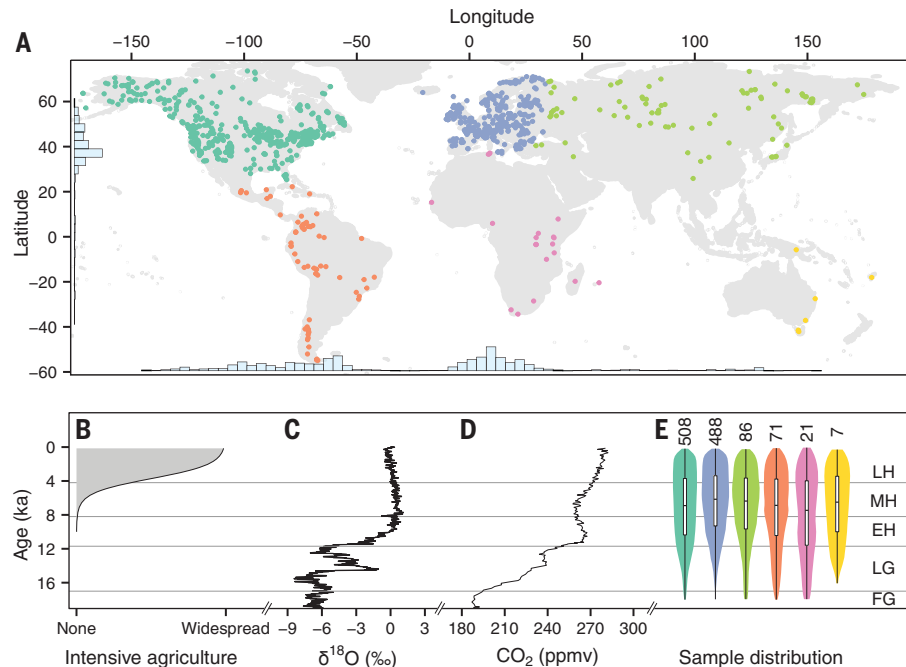 Longitude
A
−150 −100 −50 0 50 100 150
Latitude
60
40
20
0
−20
−40
−60
B C D E
508 488 86 71 21 7
Age (ka)
0
4
8
12
16
LH
MH
EH
LG
FG
None Widespread
−9 −6 −3 0 3
180 210 240 270 300
Intensive agriculture
δ¹⁸O (‰)
CO₂ (ppmv)
Sample distribution